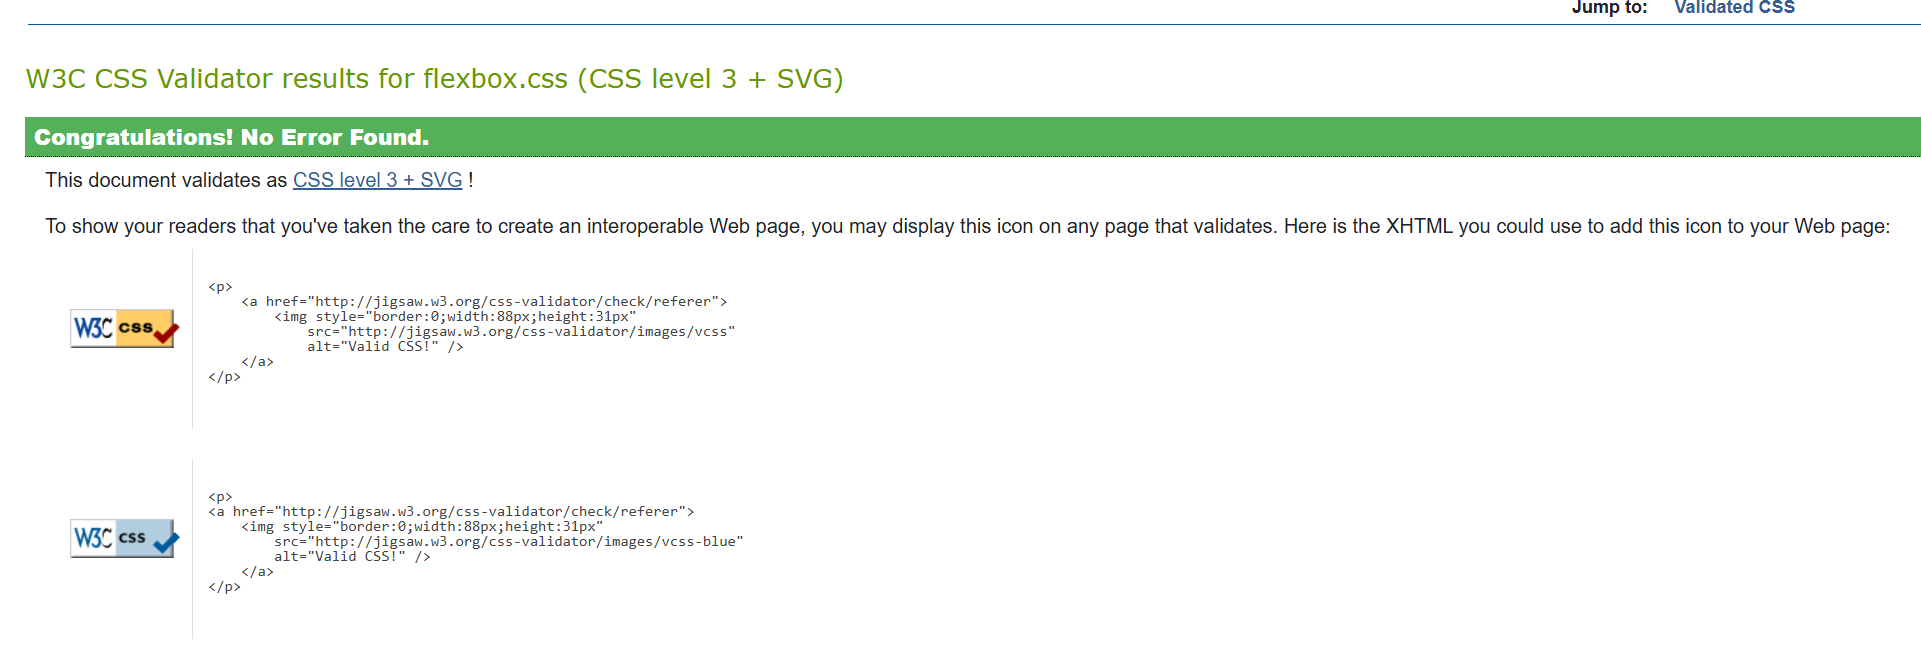 Jump to: Validated CSS
W3C CSS Validator results for flexbox.css (CSS level 3 + SVG)
Congratulations! No Error Found.
This document validates as CSS level 3 + SVG !
To show your readers that you've taken the care to create an interoperable Web page, you may display this icon on any page that validates. Here is the XHTML you could use to add this icon to your Web page:
W3C css
<p>
    <a href="http://jigsaw.w3.org/css-validator/check/referer">
        <img style="border:0;width:88px;height:31px"
            src="http://jigsaw.w3.org/css-validator/images/vcss"
            alt="Valid CSS!" />
    </a>
</p>
W3C css
<p>
<a href="http://jigsaw.w3.org/css-validator/check/referer">
    <img style="border:0;width:88px;height:31px"
        src="http://jigsaw.w3.org/css-validator/images/vcss-blue"
        alt="Valid CSS!" />
    </a>
</p>